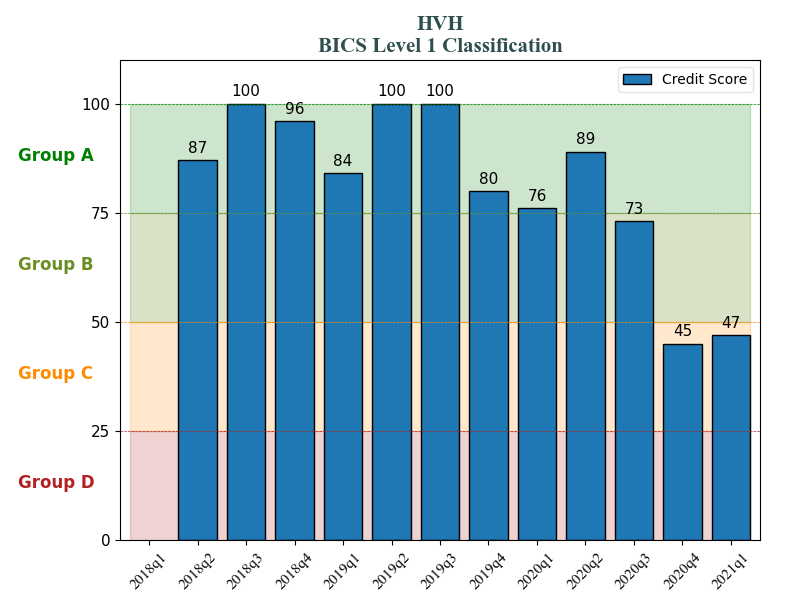 HVH
BICS Level 1 Classification
Credit Score
100
75
50
25
0
Group A
Group B
Group C
Group D
87
100
96
84
100
100
80
76
89
73
45
47
2018q1
2018q2
2018q3
2018q4
2019q1
2019q2
2019q3
2019q4
2020q1
2020q2
2020q3
2020q4
2021q1